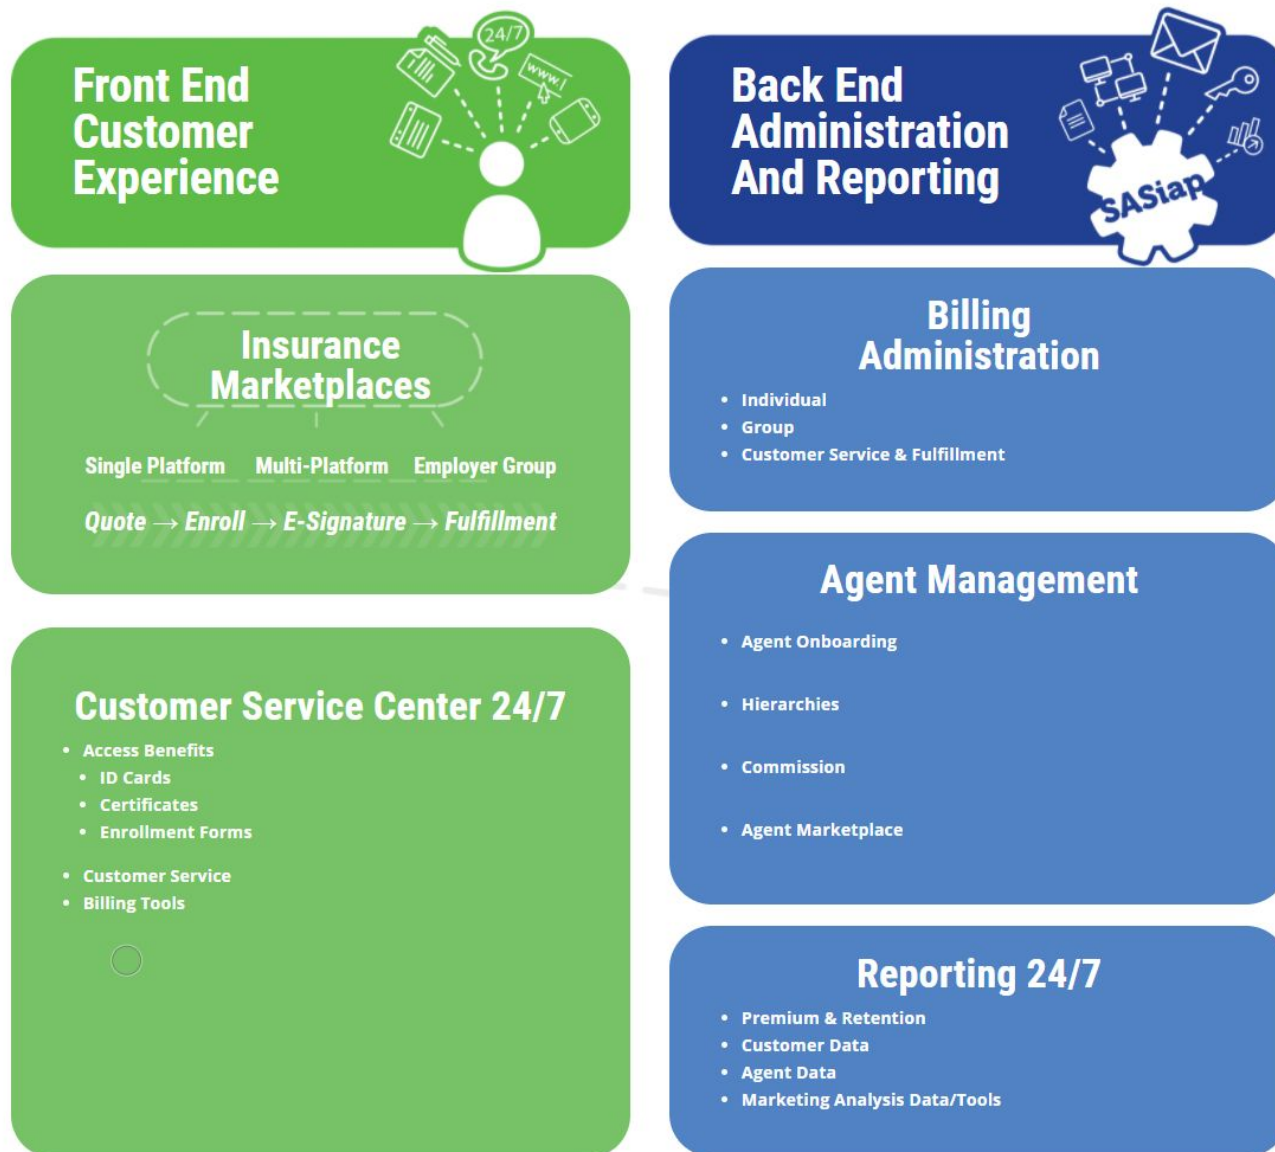 Front End
Customer
Experience
24/7
www.
Insurance
Marketplaces
Single Platform Multi-Platform Employer Group
Quote → Enroll → E-Signature → Fulfillment
Customer Service Center 24/7
• Access Benefits
• ID Cards
• Certificates
• Enrollment Forms
• Customer Service
• Billing Tools
Back End
Administration
And Reporting
SASiap
Billing
Administration
• Individual
• Group
• Customer Service & Fulfillment
Agent Management
• Agent Onboarding
• Hierarchies
• Commission
• Agent Marketplace
Reporting 24/7
• Premium & Retention
• Customer Data
• Agent Data
• Marketing Analysis Data/Tools